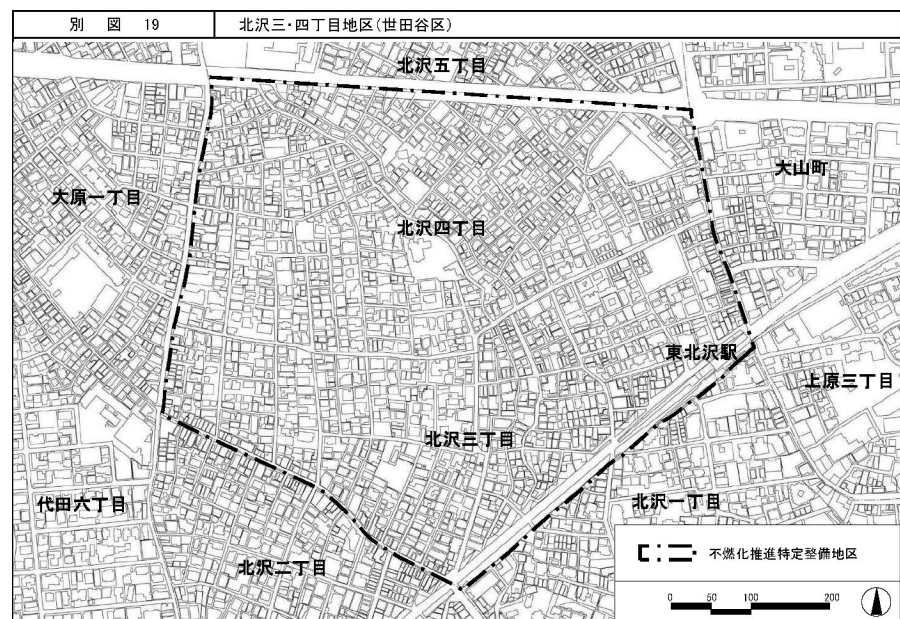 別 図 19
北沢三・四丁目地区(世田谷区)
北沢五丁目
大山町
大原一丁目
北沢四丁目
東北沢駅
上原三丁目
北沢三丁目
代田六丁目
北沢一丁目
北沢二丁目
不燃化推進特定整備地区
0 50 100 200